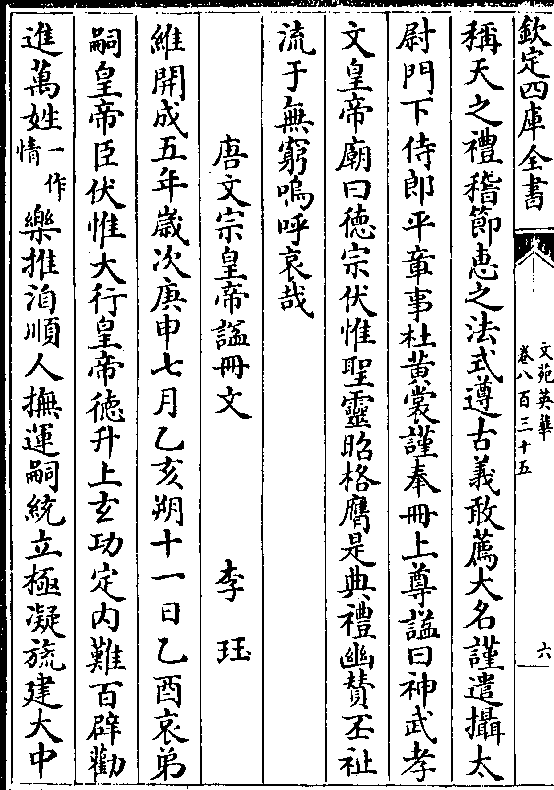 欽定四庫全書
文苑英華
卷八百三十五
六
稱天之禮稽節惠之法式遵古義敢薦大名謹遣攝太
尉門下侍郎平章事杜黄裳謹奉冊上尊諡曰神武孝
文皇帝廟曰徳宗伏惟聖靈昭格膺是典禮幽贊丕祉
流于無窮嗚呼哀哉
唐文宗皇帝諡冊文 李珏
維開成五年歲次庚申七月乙亥朔十一日乙酉哀弟
嗣皇帝臣伏惟大行皇帝徳升上玄功定内難百辟勸
進萬姓一作情樂推洎順人撫運嗣統立極凝旒建大中